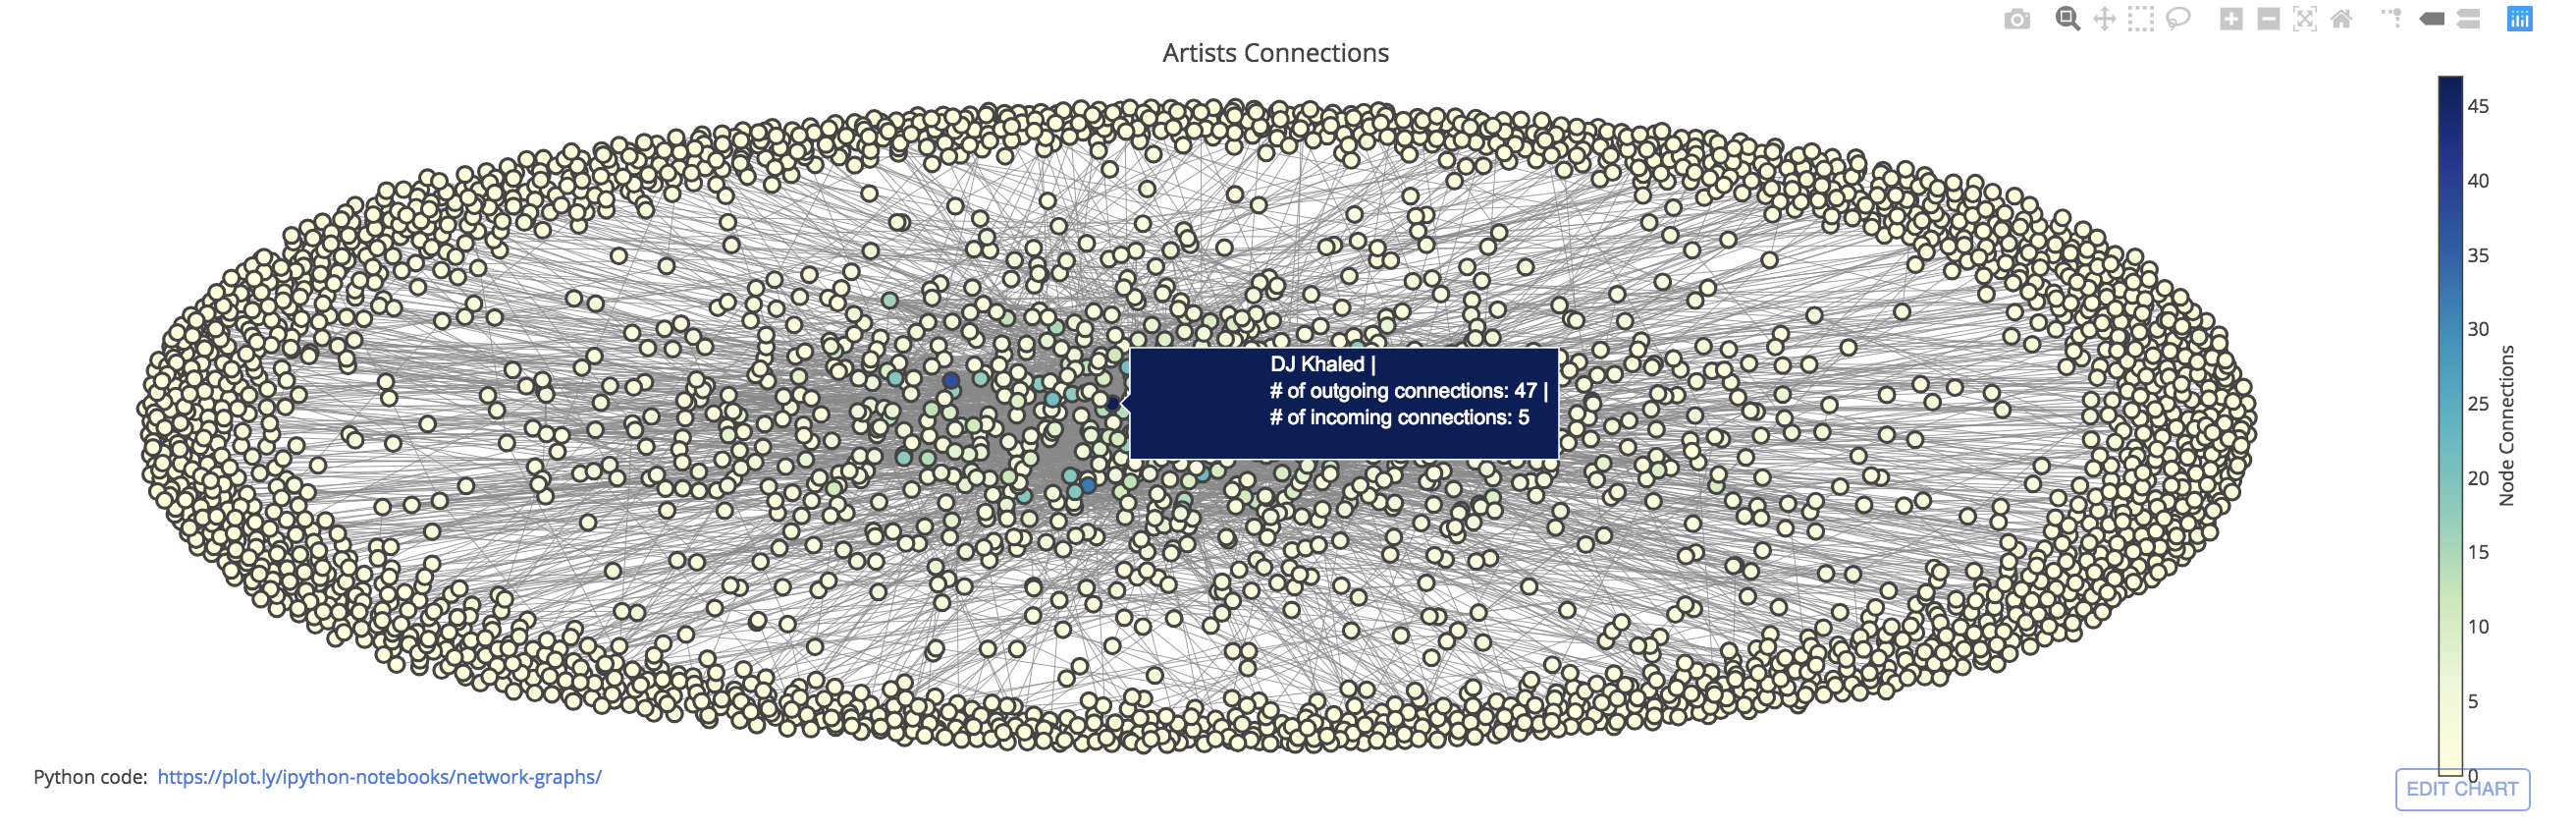 Artists Connections
DJ Khaled |
# of outgoing connections: 47 |
# of incoming connections: 5
45
40
35
30
25
20
15
10
5
0
Node Connections
Python code: https://plot.ly/ipython-notebooks/network-graphs/
EDIT CHART